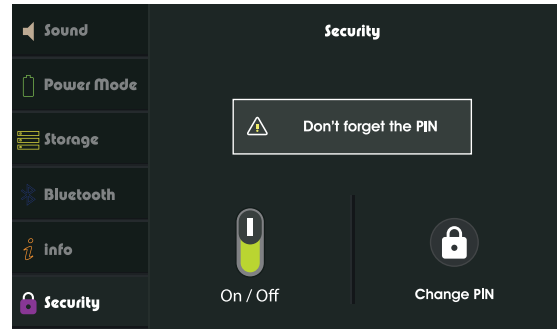 Sound
Power Mode
Storage
Bluetooth
info
Security
Security
Don't forget the PIN
On / Off
Change PIN